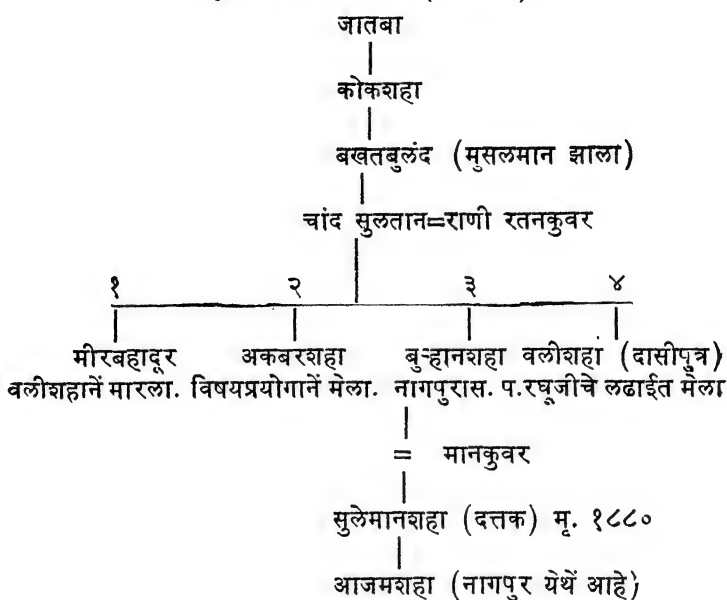 जातबा
कोकशहा
बखतबुलंद (मुसलमान झाला)
चांद सुलतान=राणी रतनकुवर
१ २ ३ ४
मीरबहादूर अकबरशहा बुऱ्हानशहा वलीशहा (दासीपुत्र)
वलीशहानें मारला. विषयप्रयोगानें मेला. नागपुरास. प.रघूजीचे लढाईत मेला
= मानकुवर
सुलेमानशहा (दत्तक) मृ. १८८०
आजमशहा (नागपुर येथें आहे)